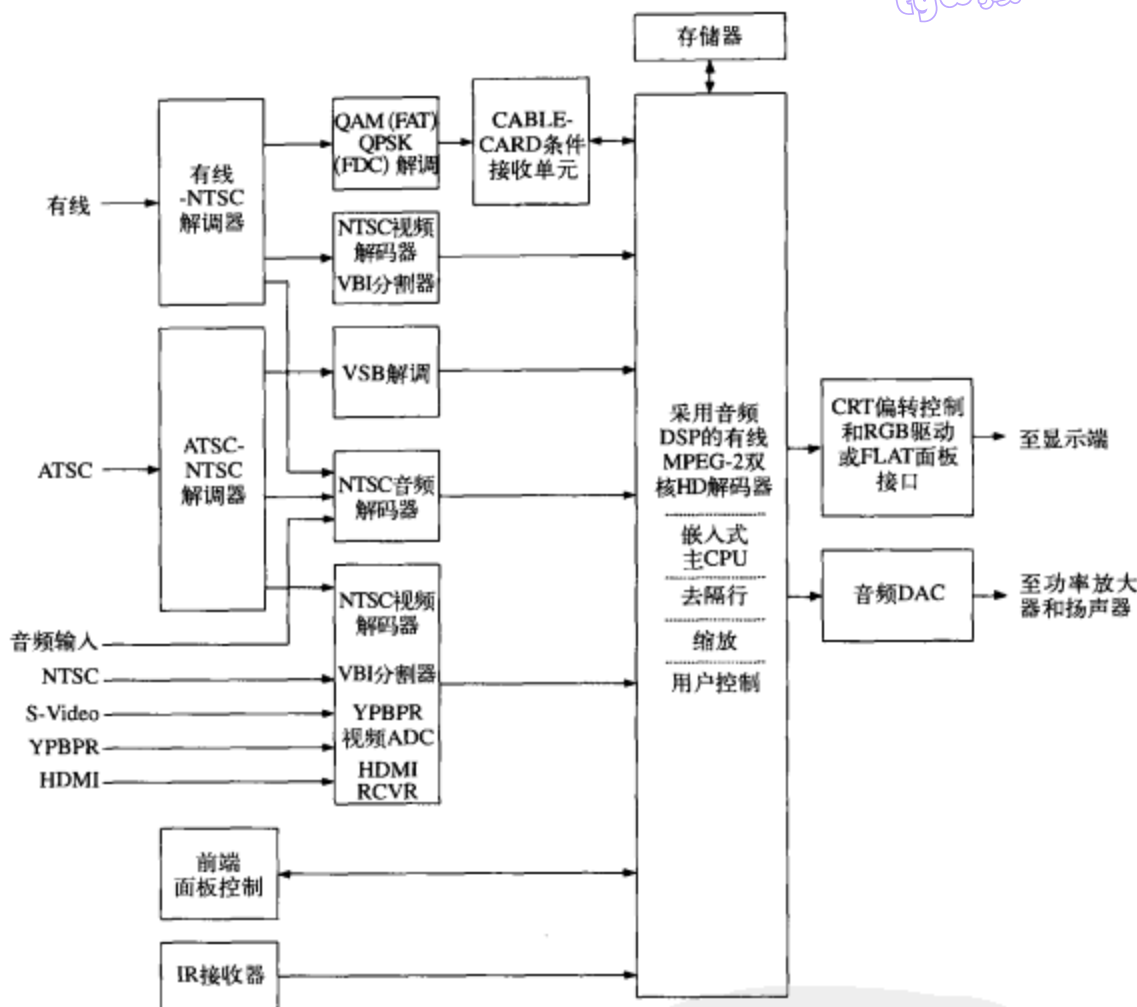 存储器
有线
有线
-NTSC
解调器
QAM (FAT)
QPSK
(FDC) 解调
CABLE-
CARD条件
接收单元
NTSC视频
解码器
VBI分割器
ATSC
ATSC-
NTSC
解调器
VSB解调
NTSC音频
解码器
音频输入
NTSC
S-Video
YPBPR
HDMI
NTSC视频
解码器
VBI分割器
YPBPR
视频ADC
HDMI
RCVR
前端
面板控制
IR接收器
采用音频
DSP的有线
MPEG-2双
核HD解码器
嵌入式
主CPU
去隔行
缩放
用户控制
CRT偏转控制
和RGB驱动
或FLAT面板
接口
至显示端
音频DAC
至功率放大
器和扬声器